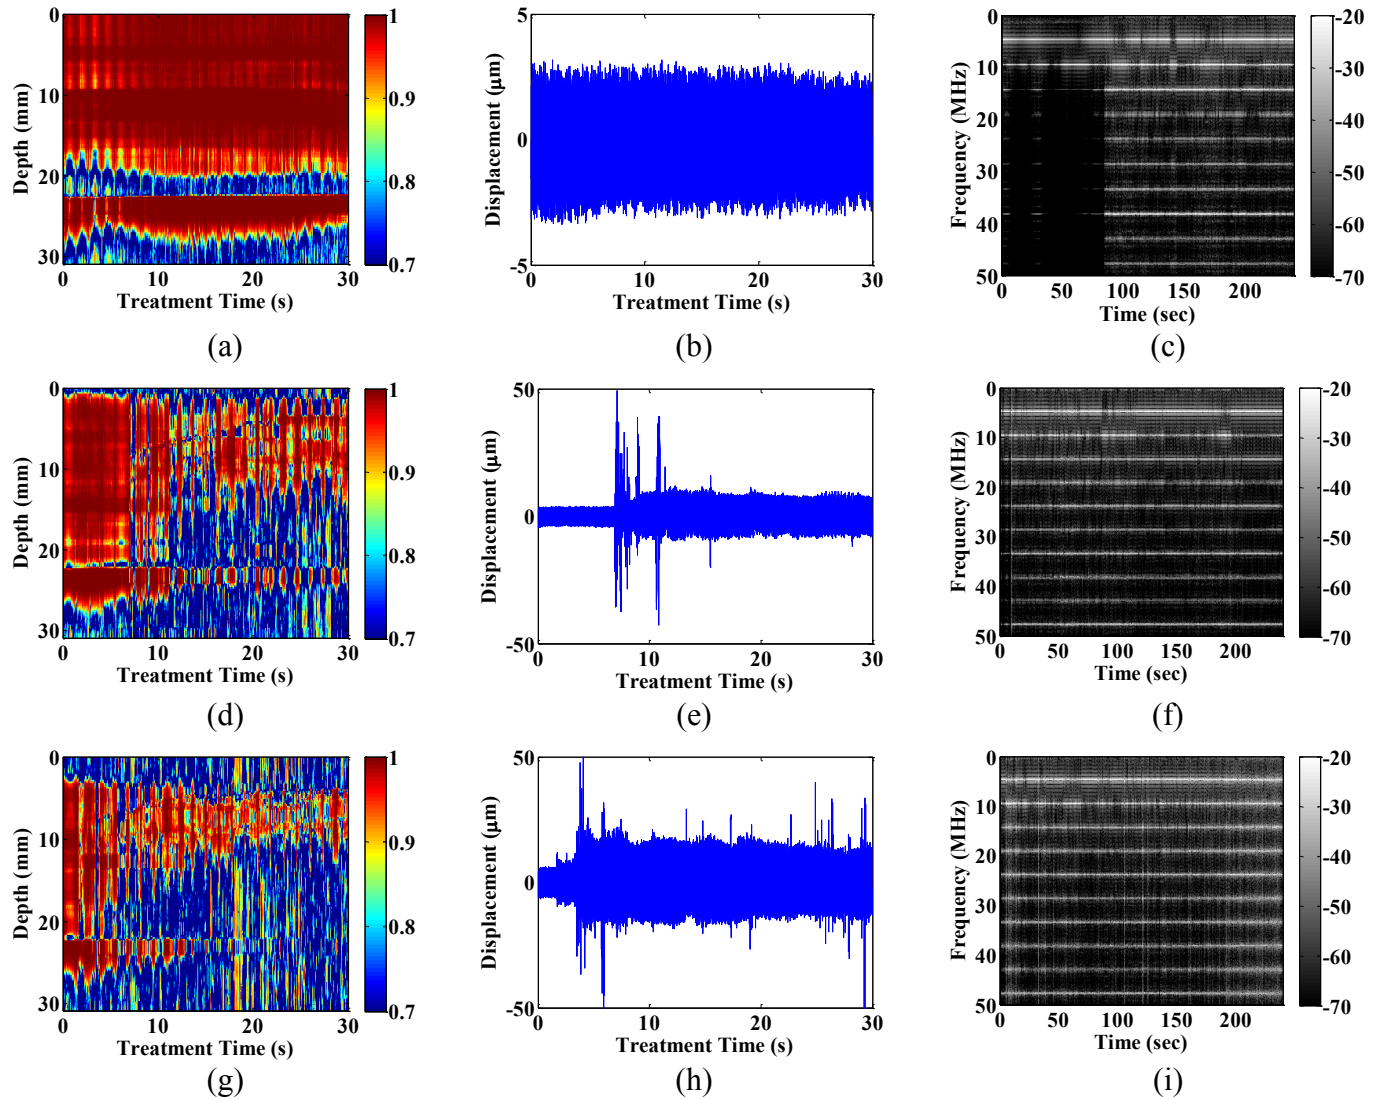 0
10
20
30
Depth (mm)
0 10 20 30
Treatment Time (s)
1
0.9
0.8
0.7
(a)
5
0
-5
Displacement (µm)
0 10 20 30
Treatment Time (s)
(b)
0
10
20
30
40
50
Frequency (MHz)
0 50 100 150 200
Time (sec)
-20
-30
-40
-50
-60
-70
(c)
0
10
20
30
Depth (mm)
0 10 20 30
Treatment Time (s)
1
0.9
0.8
0.7
(d)
50
0
-50
Displacement (µm)
0 10 20 30
Treatment Time (s)
(e)
0
10
20
30
40
50
Frequency (MHz)
0 50 100 150 200
Time (sec)
-20
-30
-40
-50
-60
-70
(f)
0
10
20
30
Depth (mm)
0 10 20 30
Treatment Time (s)
1
0.9
0.8
0.7
(g)
50
0
-50
Displacement (µm)
0 10 20 30
Treatment Time (s)
(h)
0
10
20
30
40
50
Frequency (MHz)
0 50 100 150 200
Time (sec)
-20
-30
-40
-50
-60
-70
(i)